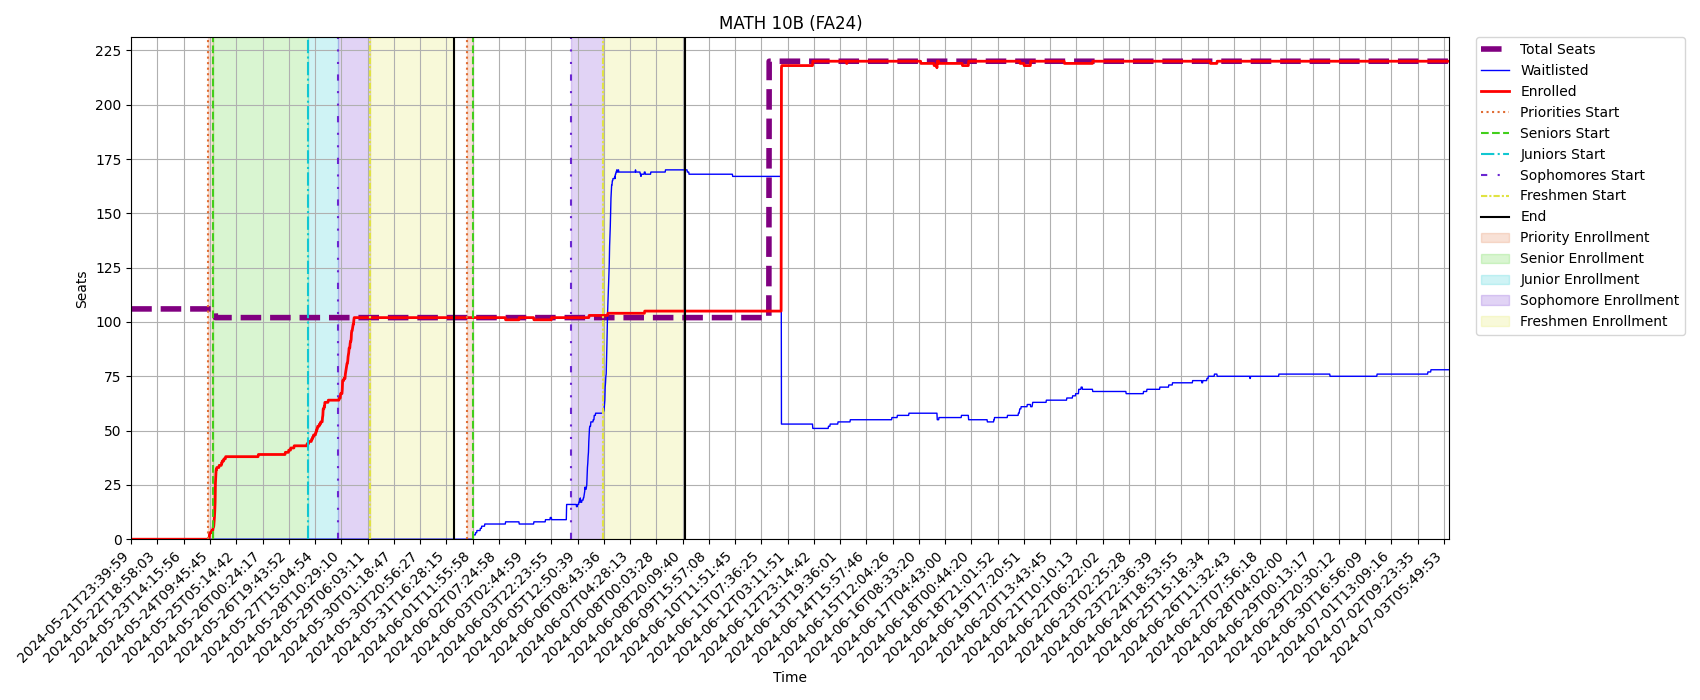 MATH 10B (FA24)
Seats
225
200
175
150
125
100
75
50
25
0
2024-05-21T23:39:59
2024-05-22T18:58:03
2024-05-23T14:15:56
2024-05-24T09:45:45
2024-05-25T05:14:42
2024-05-26T00:24:17
2024-05-26T19:43:52
2024-05-27T15:04:54
2024-05-28T10:29:10
2024-05-29T06:03:11
2024-05-30T01:18:47
2024-05-30T20:56:27
2024-05-31T16:28:15
2024-06-01T11:55:58
2024-06-02T07:24:58
2024-06-03T02:44:59
2024-06-03T22:23:55
2024-06-05T12:50:39
2024-06-06T08:43:36
2024-06-07T04:28:13
2024-06-08T00:03:28
2024-06-08T20:09:40
2024-06-09T15:57:08
2024-06-10T11:51:45
2024-06-11T07:36:25
2024-06-12T03:11:51
2024-06-12T23:14:42
2024-06-13T19:36:01
2024-06-14T15:57:46
2024-06-15T12:04:26
2024-06-16T08:33:20
2024-06-17T04:43:00
2024-06-18T00:44:20
2024-06-18T21:01:52
2024-06-19T17:20:51
2024-06-20T13:43:45
2024-06-21T10:10:13
2024-06-22T06:22:02
2024-06-23T02:25:28
2024-06-23T22:36:39
2024-06-24T18:53:55
2024-06-25T15:18:34
2024-06-26T11:32:43
2024-06-27T07:56:18
2024-06-28T04:02:00
2024-06-29T00:13:17
2024-06-29T20:30:12
2024-06-30T16:56:09
2024-07-01T13:09:16
2024-07-02T09:23:35
2024-07-03T05:49:53
Time
Total Seats
Waitlisted
Enrolled
Priorities Start
Seniors Start
Juniors Start
Sophomores Start
Freshmen Start
End
Priority Enrollment
Senior Enrollment
Junior Enrollment
Sophomore Enrollment
Freshmen Enrollment